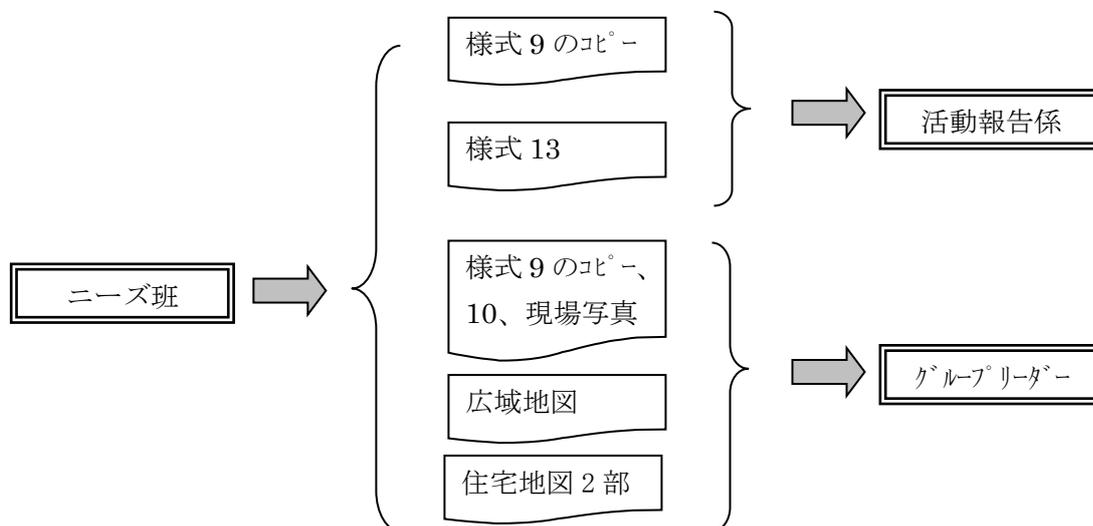 ニーズ班
様式 9 のｺﾋﾟｰ
様式 13
活動報告係
様式 9 のｺﾋﾟｰ、
10、現場写真
広域地図
住宅地図 2 部
ｸﾞﾙｰﾌﾟﾘｰﾀﾞｰ